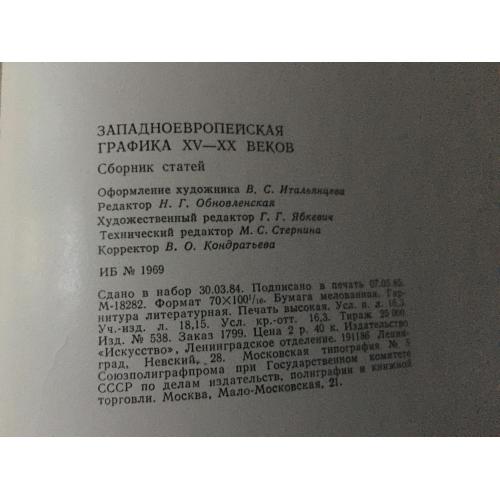 ЗАПАДНОЕВРОПЕЙСКАЯ
ГРАФИКА XV—XX ВЕКОВ
Сборник статей
Оформление художника В. С. Итальянцева
Редактор Н. Г. Обновленская
Художественный редактор Г. Г. Ябкевич
Технический редактор М. С. Стернина
Корректор В. О. Кондратьева
ИБ № 1969
Сдано в набор 30.03.84. Подписано в печать 07.05.85.
М-18282. Формат 70×100¹/₁₆. Бумага мелованная. Гар-
нитура литературная. Печать высокая. Усл. п. л. 16,3.
Уч.-изд. л. 18,15. Усл. кр.-отт. 16,3. Тираж 25 000.
Изд. № 538. Заказ 1799. Цена 2 р. 40 к. Издательство
«Искусство», Ленинградское отделение. 191186 Ленин-
град, Невский, 28. Московская типография № 5
Союзполиграфпрома при Государственном комитете
СССР по делам издательств, полиграфии и книжной
торговли. Москва, Мало-Московская, 21.